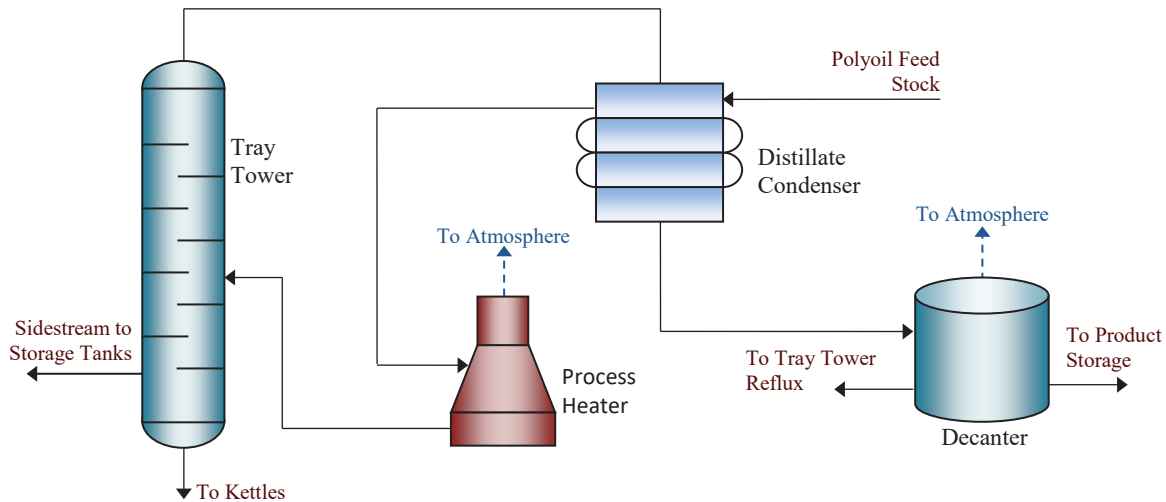 Polyoil Feed
Stock
Tray
Tower
Distillate
Condenser
To Atmosphere
To Atmosphere
Sidestream to
Storage Tanks
To Tray Tower
Reflux
To Product
Storage
Process
Heater
Decanter
To Kettles